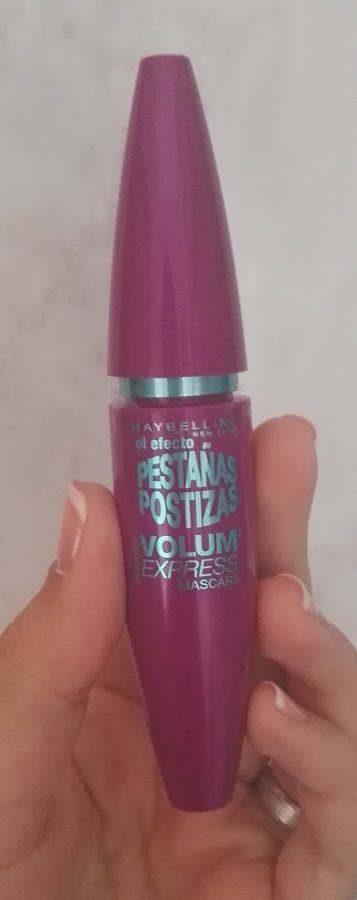 MAYBELLINE
NEW YORK
el efecto
PESTAÑAS
POSTIZAS
VOLUM'
EXPRESS
MASCARA